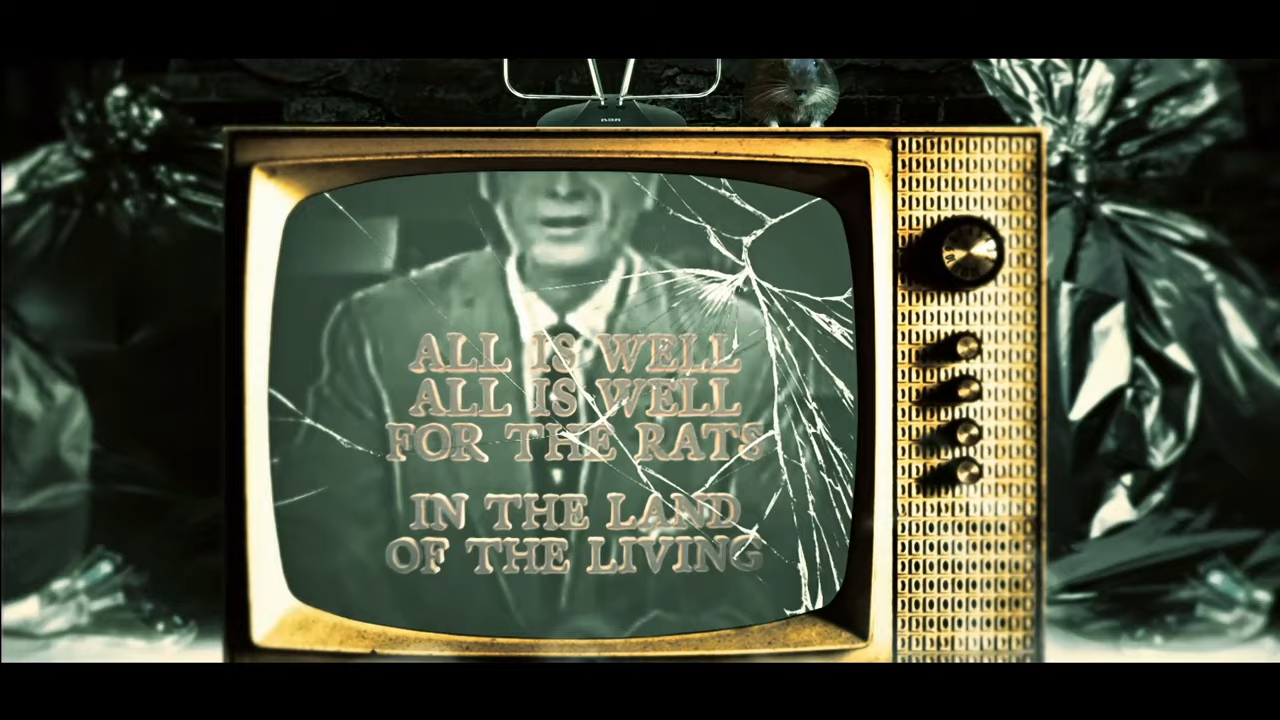 ALL IS WELL
ALL IS WELL
FOR THE RATS
IN THE LAND
OF THE LIVING